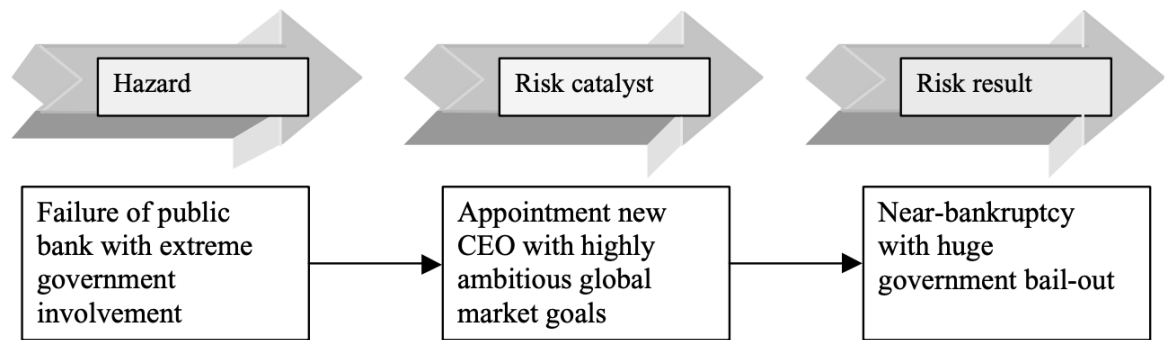 Hazard
Risk catalyst
Risk result
Failure of public
bank with extreme
government
involvement
Appointment new
CEO with highly
ambitious global
market goals
Near-bankruptcy
with huge
government bail-out